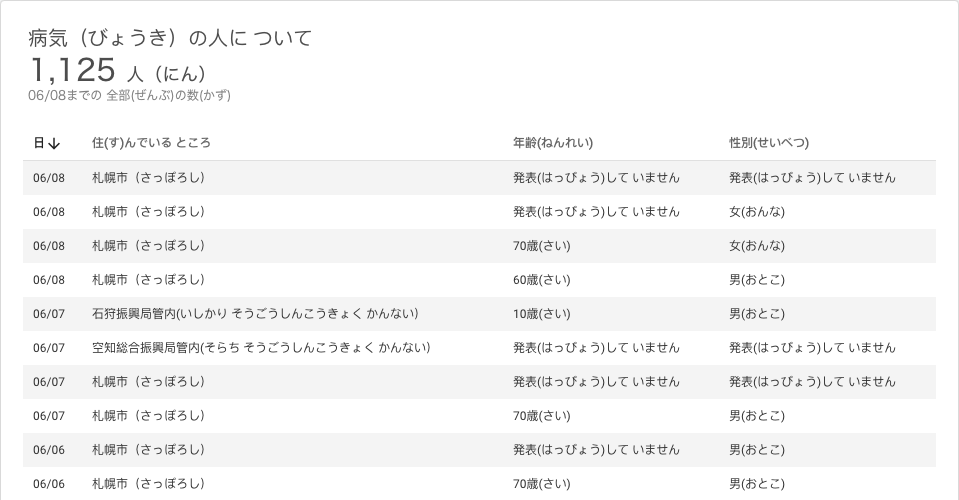 病気（びょうき）の人に ついて
1,125 人（にん）
06/08までの 全部(ぜんぶ)の数(かず)
日↓ 住(す)んでいる ところ 年齢(ねんれい) 性別(せいべつ)
06/08 札幌市（さっぽろし） 発表(はっぴょう)して いません 発表(はっぴょう)して いません
06/08 札幌市（さっぽろし） 発表(はっぴょう)して いません 女(おんな)
06/08 札幌市（さっぽろし） 70歳(さい) 女(おんな)
06/08 札幌市（さっぽろし） 60歳(さい) 男(おとこ)
06/07 石狩振興局管内(いしかり そうごうしんこうきょく かんない） 10歳(さい) 男(おとこ)
06/07 空知総合振興局管内(そらち そうごうしんこうきょく かんない） 発表(はっぴょう)して いません 発表(はっぴょう)して いません
06/07 札幌市（さっぽろし） 発表(はっぴょう)して いません 発表(はっぴょう)して いません
06/07 札幌市（さっぽろし） 70歳(さい) 男(おとこ)
06/06 札幌市（さっぽろし） 発表(はっぴょう)して いません 男(おとこ)
06/06 札幌市（さっぽろし） 70歳(さい) 男(おとこ)